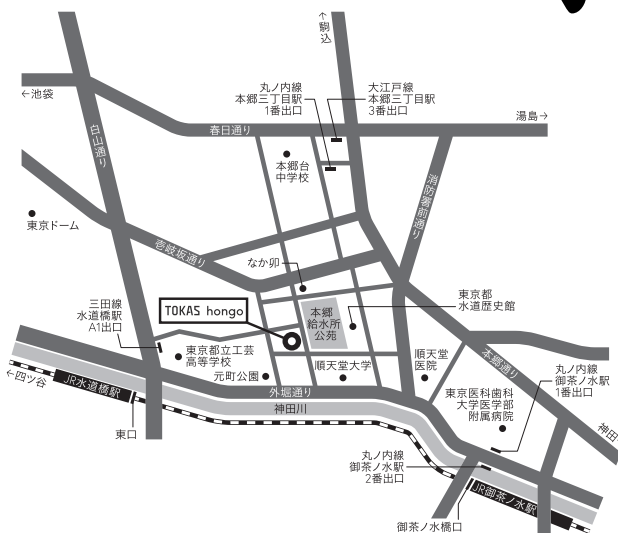 ↑駒込
←池袋
丸ノ内線
本郷三丁目駅
1番出口
大江戸線
本郷三丁目駅
3番出口
湯島→
白山通り
春日通り
本郷台
中学校
消防署前通り
東京ドーム
壱岐坂通り
なか卯
三田線
水道橋駅
A1出口
TOKAS hongo
本郷
給水所
公苑
東京都
水道歴史館
東京都立工芸
高等学校
元町公園
順天堂大学
順天堂
医院
本郷通り
丸ノ内線
御茶ノ水駅
1番出口
←四ツ谷
JR水道橋駅
外堀通り
神田川
東京医科歯科
大学医学部
附属病院
神田
東口
丸ノ内線
御茶ノ水駅
2番出口
JR御茶ノ水駅
御茶ノ水橋口